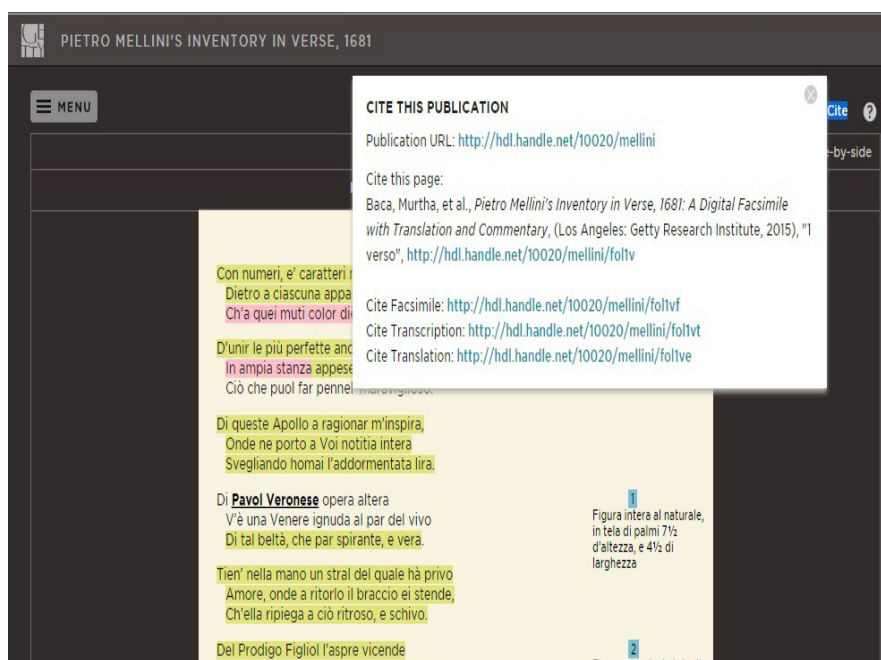 PIETRO MELLINI'S INVENTORY IN VERSE, 1681
MENU
Cite
?
e-by-side
CITE THIS PUBLICATION
Publication URL: http://hdl.handle.net/10020/mellini
Cite this page:
Baca, Murtha, et al., Pietro Mellini's Inventory in Verse, 1681: A Digital Facsimile
with Translation and Commentary, (Los Angeles: Getty Research Institute, 2015), "1
verso", http://hdl.handle.net/10020/mellini/fol1v
Cite Facsimile: http://hdl.handle.net/10020/mellini/fol1vf
Cite Transcription: http://hdl.handle.net/10020/mellini/fol1vt
Cite Translation: http://hdl.handle.net/10020/mellini/fol1ve
Con numeri, e' caratteri
Dietro a ciascuna appa
Ch'a quei muti color di
D'unir le più perfette anc
In ampia stanza appese
Ciò che puol far pennel maraviglioso.
Di queste Apollo a ragionar m'inspira,
Onde ne porto a Voi notitia intera
Svegliando homai l'addormentata lira.
Di Pavol Veronese opera altera
V'è una Venere ignuda al par del vivo
Di tal beltà, che par spirante, e vera.
1
Figura intera al naturale,
in tela di palmi 7½
d'altezza, e 4½ di
larghezza
Tien' nella mano un stral del quale hà privo
Amore, onde a ritorlo il braccio ei stende,
Ch'ella ripiega a ciò ritroso, e schivo.
Del Prodigo Figliol l'aspre vicende
2